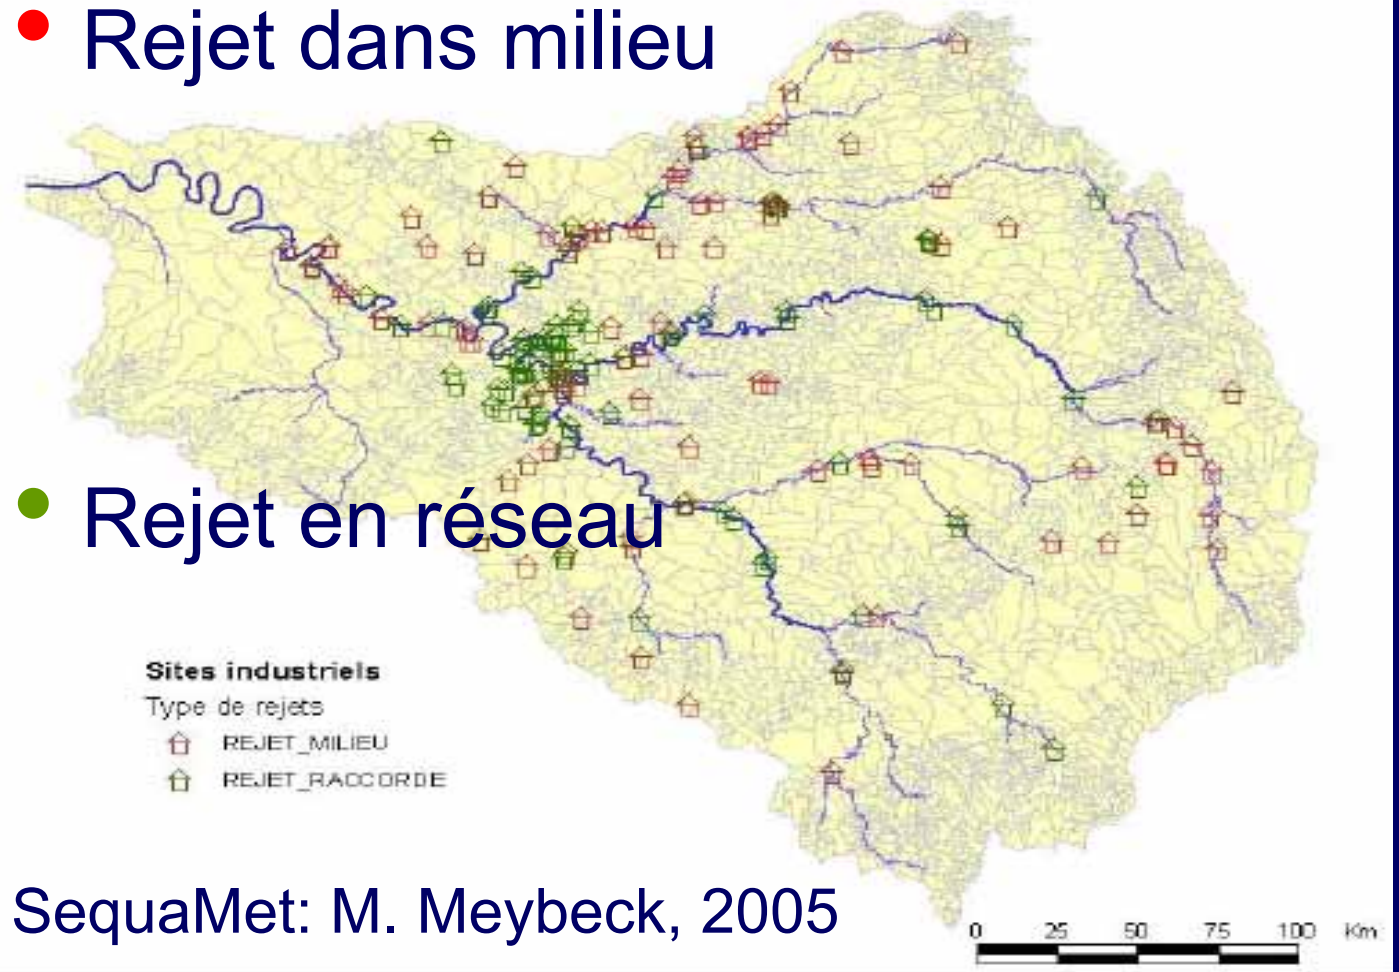 • Rejet dans milieu
• Rejet en réseau
Sites industriels
Type de rejets
REJET_MILIEU
REJET_RACCORDE
SequaMet: M. Meybeck, 2005
0 25 50 75 100 Km